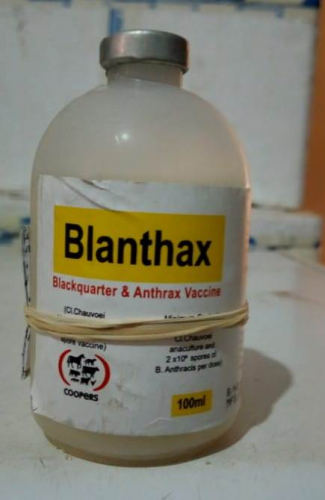 Blanthax
Blackquarter & Anthrax Vaccine
(Cl.Chauvoei
Cl.Chauvoei
anaculture and
2 x10⁶ spores of
B. Anthracis per dose)
spore vaccine)
COOPERS
100ml